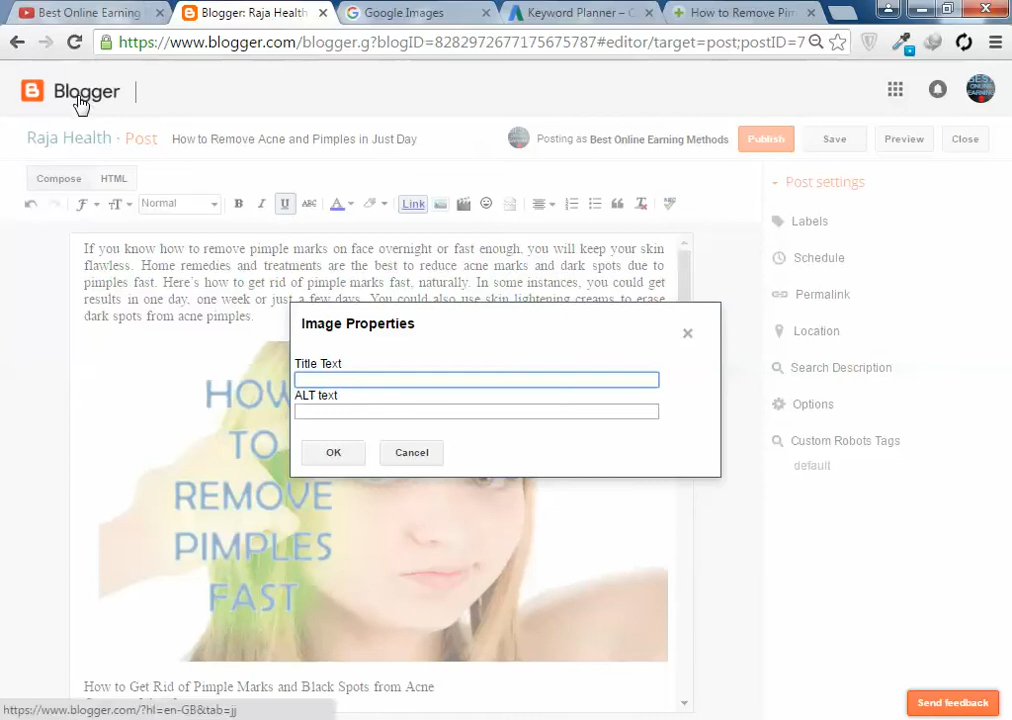 Best Online Earning
Blogger: Raja Health
Google Images
Keyword Planner –
How to Remove Pim
https://www.blogger.com/blogger.g?blogID=8282972677175675787#editor/target=post;postID=7
Blogger
Raja Health · Post
How to Remove Acne and Pimples in Just Day
Posting as Best Online Earning Methods
Publish
Save
Preview
Close
Compose
HTML
Normal
B
I
U
ABC
A
Link
If you know how to remove pimple marks on face overnight or fast enough, you will keep your skin
flawless. Home remedies and treatments are the best to reduce acne marks and dark spots due to
pimples fast. Here's how to get rid of pimple marks fast, naturally. In some instances, you could get
results in one day, one week or just a few days. You could also use skin lightening creams to erase
dark spots from acne pimples.
Image Properties
Title Text
ALT text
OK
Cancel
HOW
TO
REMOVE
PIMPLES
FAST
How to Get Rid of Pimple Marks and Black Spots from Acne
Post settings
Labels
Schedule
Permalink
Location
Search Description
Options
Custom Robots Tags
default
Send feedback
https://www.blogger.com/?hl=en-GB&tab=jj